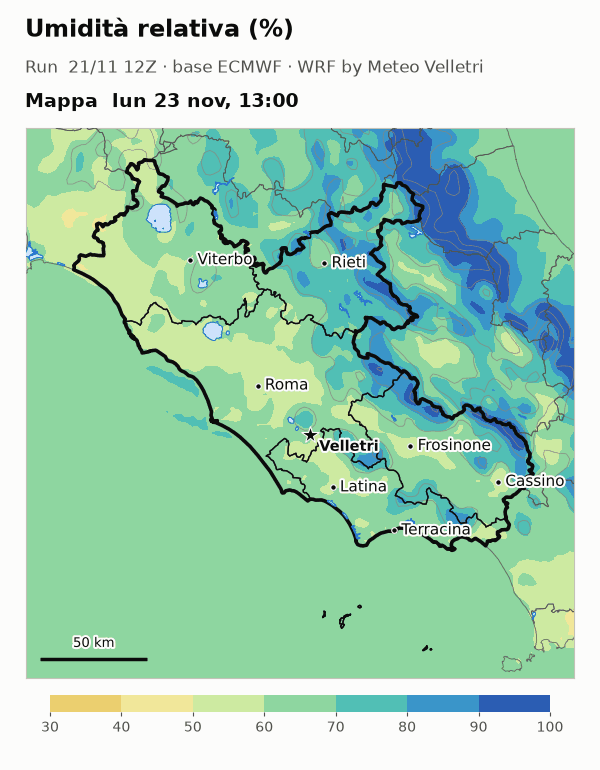 Umidità relativa (%)
Run  21/11 12Z · base ECMWF · WRF by Meteo Velletri
Mappa  lun 23 nov, 13:00
Viterbo
Rieti
Roma
Velletri
Frosinone
Cassino
Latina
Terracina
50 km
30 40 50 60 70 80 90 100